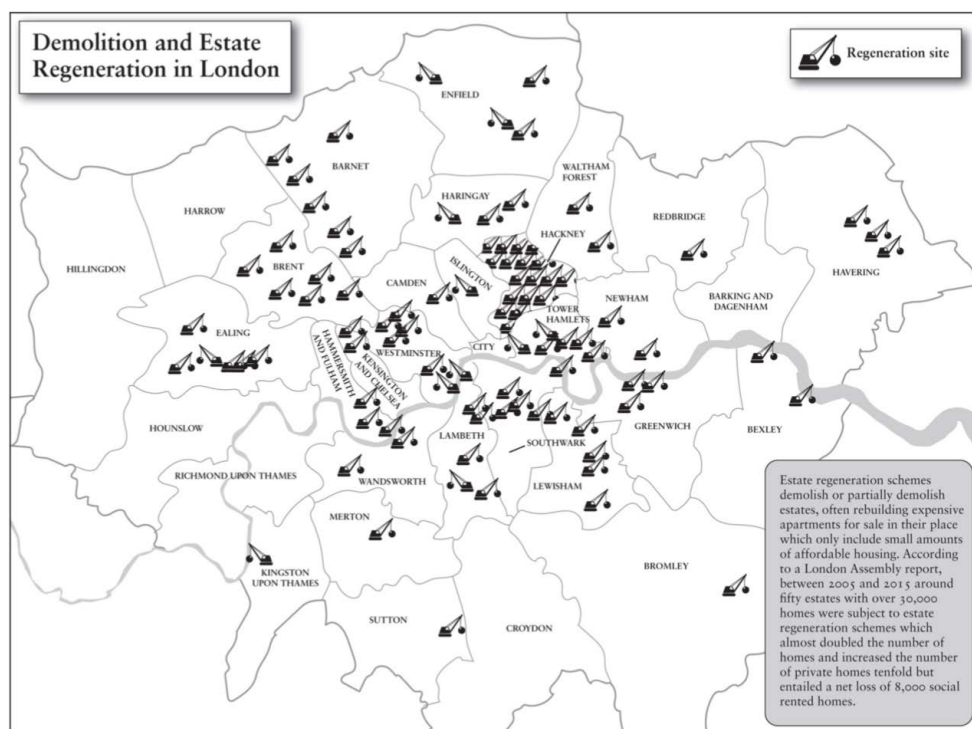 Demolition and Estate
Regeneration in London
Regeneration site
ENFIELD
BARNET
WALTHAM
FOREST
HARINGAY
HARROW
REDBRIDGE
HACKNEY
HILLINGDON
BRENT
CAMDEN
ISLINGTON
HAVERING
NEWHAM
BARKING AND
DAGENHAM
TOWER
HAMLETS
EALING
CITY
WESTMINSTER
HAMMERSMITH
AND FULHAM
KENSINGTON
AND CHELSEA
HOUNSLOW
LAMBETH
SOUTHWARK
GREENWICH
BEXLEY
RICHMOND UPON THAMES
WANDSWORTH
LEWISHAM
MERTON
KINGSTON
UPON THAMES
BROMLEY
SUTTON
CROYDON
Estate regeneration schemes
demolish or partially demolish
estates, often rebuilding expensive
apartments for sale in their place
which only include small amounts
of affordable housing. According
to a London Assembly report,
between 2005 and 2015 around
fifty estates with over 30,000
homes were subject to estate
regeneration schemes which
almost doubled the number of
homes and increased the number
of private homes tenfold but
entailed a net loss of 8,000 social
rented homes.